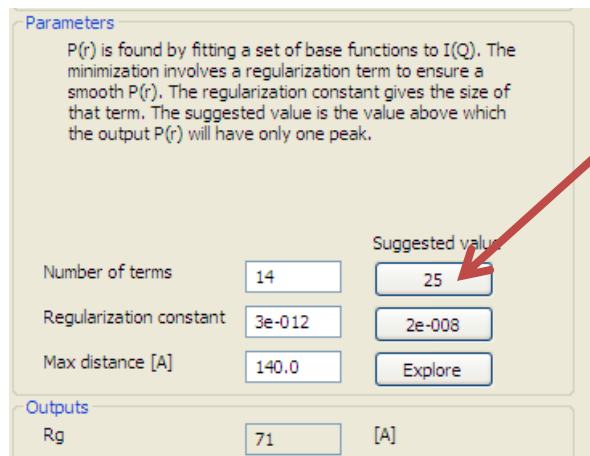 Parameters
P(r) is found by fitting a set of base functions to I(Q). The
minimization involves a regularization term to ensure a
smooth P(r). The regularization constant gives the size of
that term. The suggested value is the value above which
the output P(r) will have only one peak.
Suggested value
Number of terms 14 25
Regularization constant 3e-012 2e-008
Max distance [A] 140.0 Explore
Outputs
Rg 71 [A]